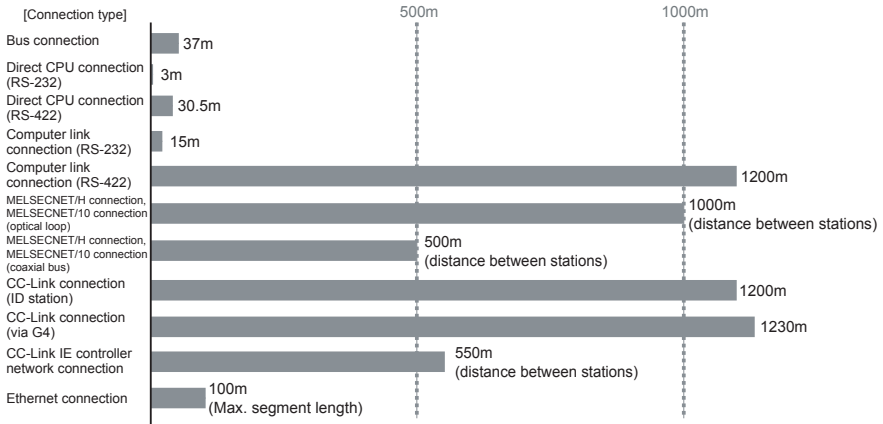 [Connection type]
500m
1000m
Bus connection
37m
Direct CPU connection
(RS-232)
3m
Direct CPU connection
(RS-422)
30.5m
Computer link
connection (RS-232)
15m
Computer link
connection (RS-422)
1200m
MELSECNET/H connection,
MELSECNET/10 connection
(optical loop)
1000m
(distance between stations)
MELSECNET/H connection,
MELSECNET/10 connection
(coaxial bus)
500m
(distance between stations)
CC-Link connection
(ID station)
1200m
CC-Link connection
(via G4)
1230m
CC-Link IE controller
network connection
550m
(distance between stations)
Ethernet connection
100m
(Max. segment length)